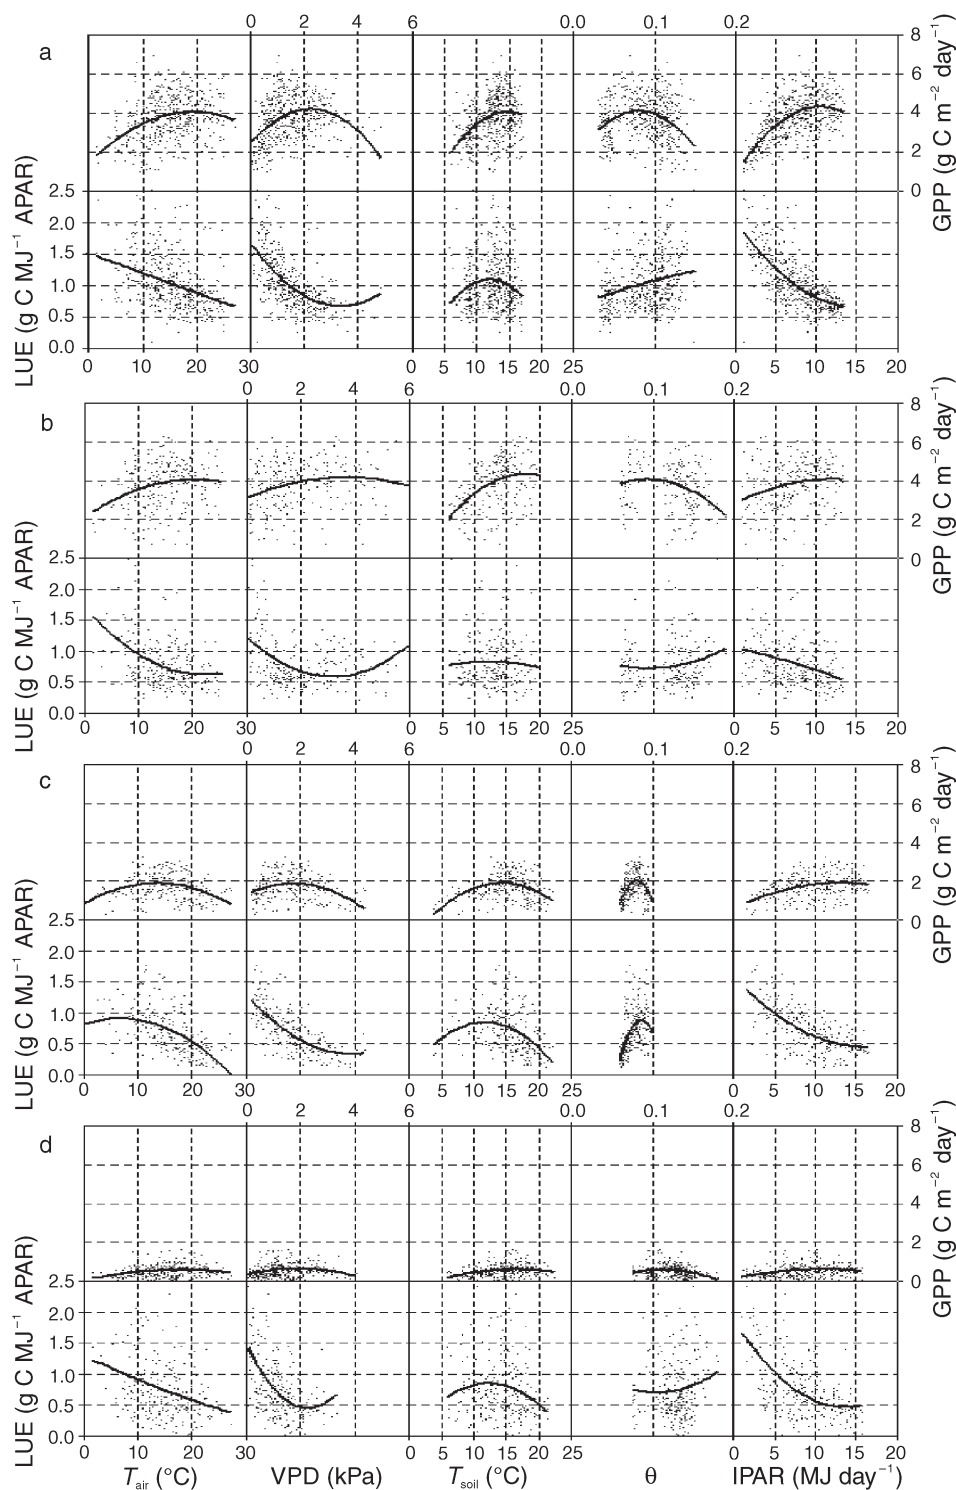 0 2 4 6 0.0 0.1 0.2
a
8
6
4
2
0
GPP (g C m⁻² day⁻¹)
LUE (g C MJ⁻¹ APAR)
2.5
2.0
1.5
1.0
0.5
0.0
0 10 20 30 0 5 10 15 20 25 0 5 10 15 20
0 2 4 6 0.0 0.1 0.2
b
8
6
4
2
0
GPP (g C m⁻² day⁻¹)
LUE (g C MJ⁻¹ APAR)
2.5
2.0
1.5
1.0
0.5
0.0
0 10 20 30 0 5 10 15 20 25 0 5 10 15 20
0 2 4 6 0.0 0.1 0.2
c
8
6
4
2
0
GPP (g C m⁻² day⁻¹)
LUE (g C MJ⁻¹ APAR)
2.5
2.0
1.5
1.0
0.5
0.0
0 10 20 30 0 5 10 15 20 25 0 5 10 15 20
0 2 4 6 0.0 0.1 0.2
d
8
6
4
2
0
GPP (g C m⁻² day⁻¹)
LUE (g C MJ⁻¹ APAR)
2.5
2.0
1.5
1.0
0.5
0.0
0 10 20 30 0 5 10 15 20 25 0 5 10 15 20
T air (°C) VPD (kPa) T soil (°C) θ IPAR (MJ day⁻¹)